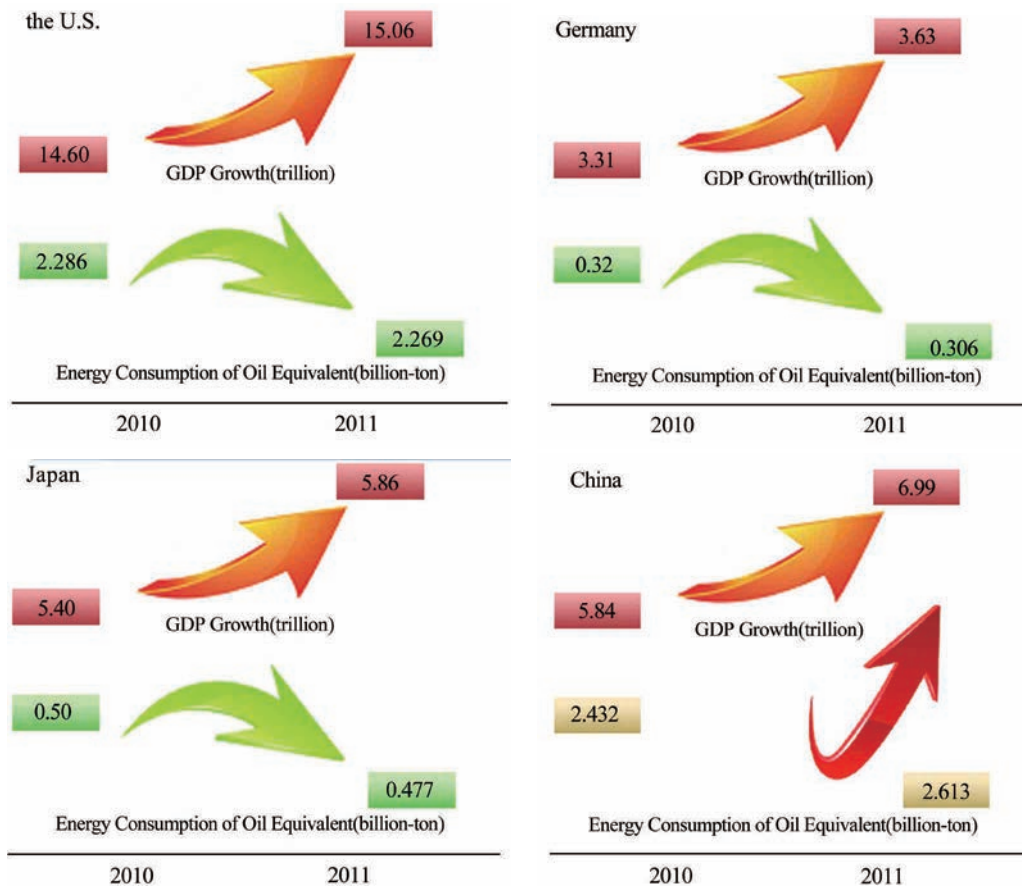 the U.S.
15.06
14.60
GDP Growth(trillion)
2.286
2.269
Energy Consumption of Oil Equivalent(billion-ton)
2010 2011
Germany
3.63
3.31
GDP Growth(trillion)
0.32
0.306
Energy Consumption of Oil Equivalent(billion-ton)
2010 2011
Japan
5.86
5.40
GDP Growth(trillion)
0.50
0.477
Energy Consumption of Oil Equivalent(billion-ton)
2010 2011
China
6.99
5.84
GDP Growth(trillion)
2.432
2.613
Energy Consumption of Oil Equivalent(billion-ton)
2010 2011